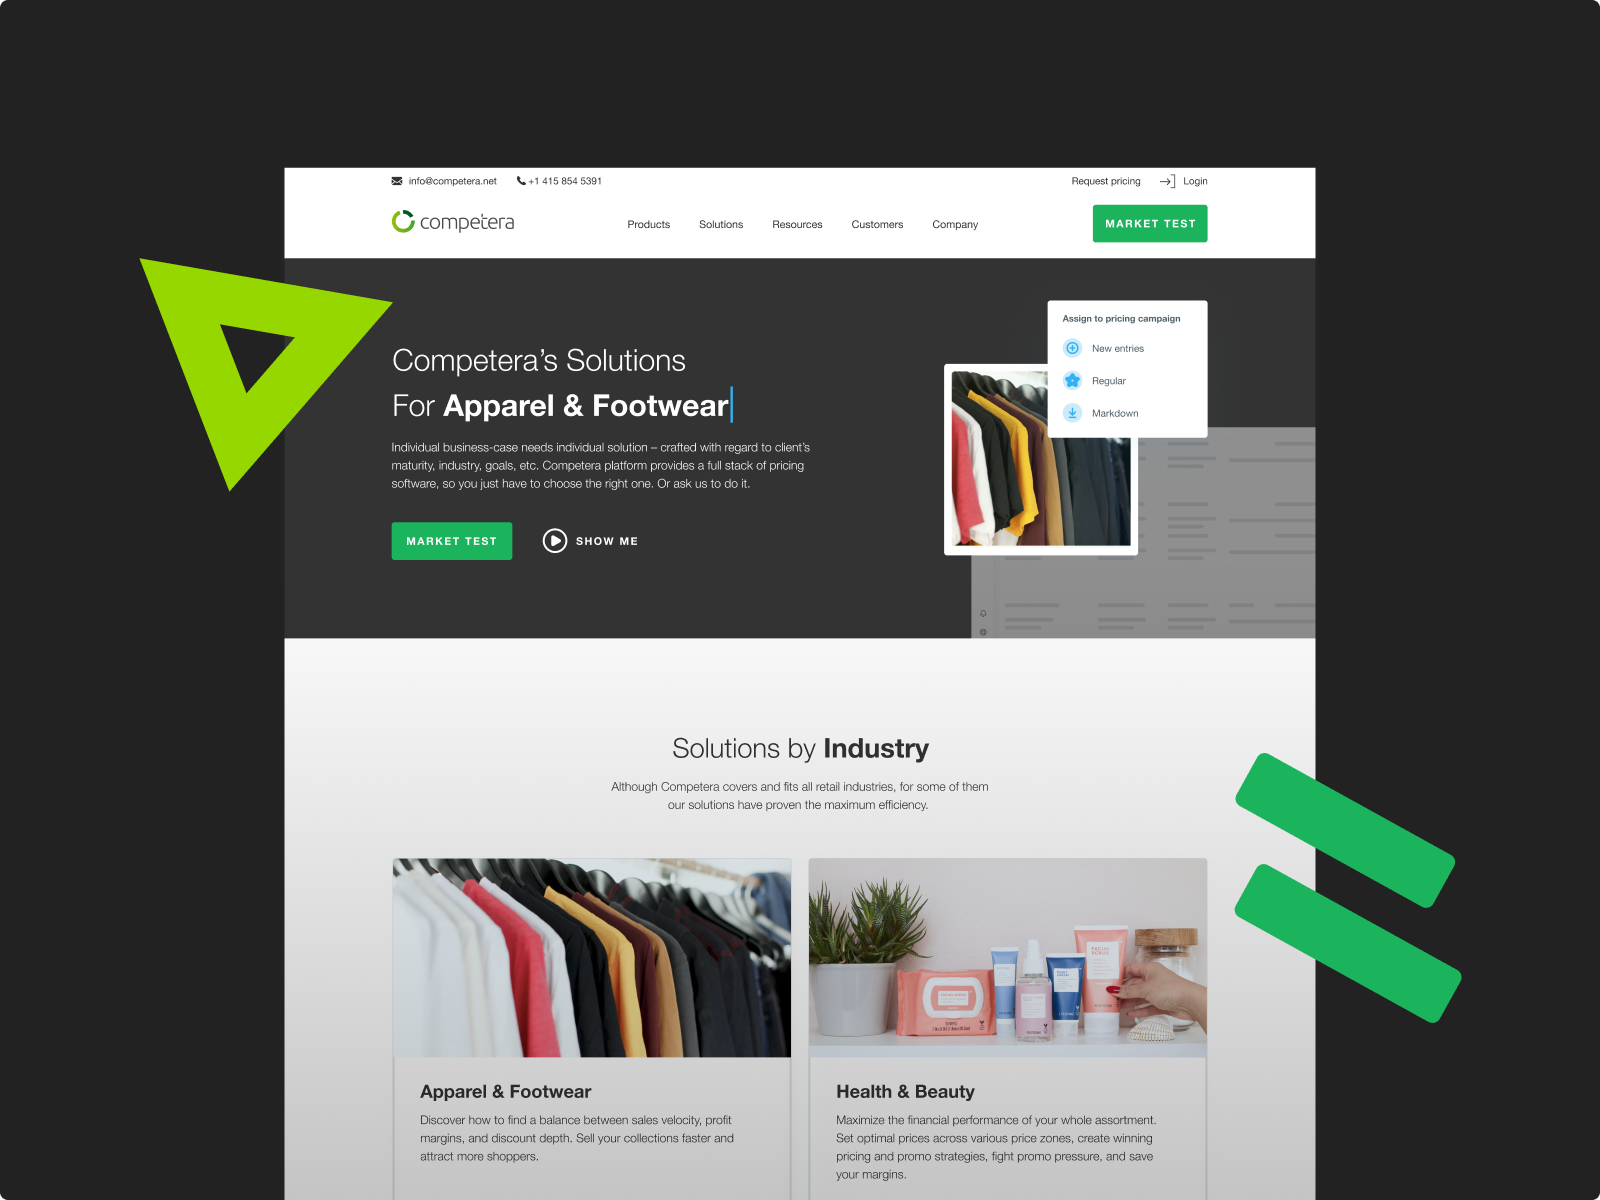 info@competera.net
+1 415 854 5391
Request pricing
Login
competera
Products
Solutions
Resources
Customers
Company
MARKET TEST
Competera’s Solutions
For Apparel & Footwear
Individual business-case needs individual solution – crafted with regard to client’s
maturity, industry, goals, etc. Competera platform provides a full stack of pricing
software, so you just have to choose the right one. Or ask us to do it.
MARKET TEST
SHOW ME
Assign to pricing campaign
New entries
Regular
Markdown
Solutions by Industry
Although Competera covers and fits all retail industries, for some of them
our solutions have proven the maximum efficiency.
FACIAL
SCRUB
Apparel & Footwear
Discover how to find a balance between sales velocity, profit
margins, and discount depth. Sell your collections faster and
attract more shoppers.
Health & Beauty
Maximize the financial performance of your whole assortment.
Set optimal prices across various price zones, create winning
pricing and promo strategies, fight promo pressure, and save
your margins.